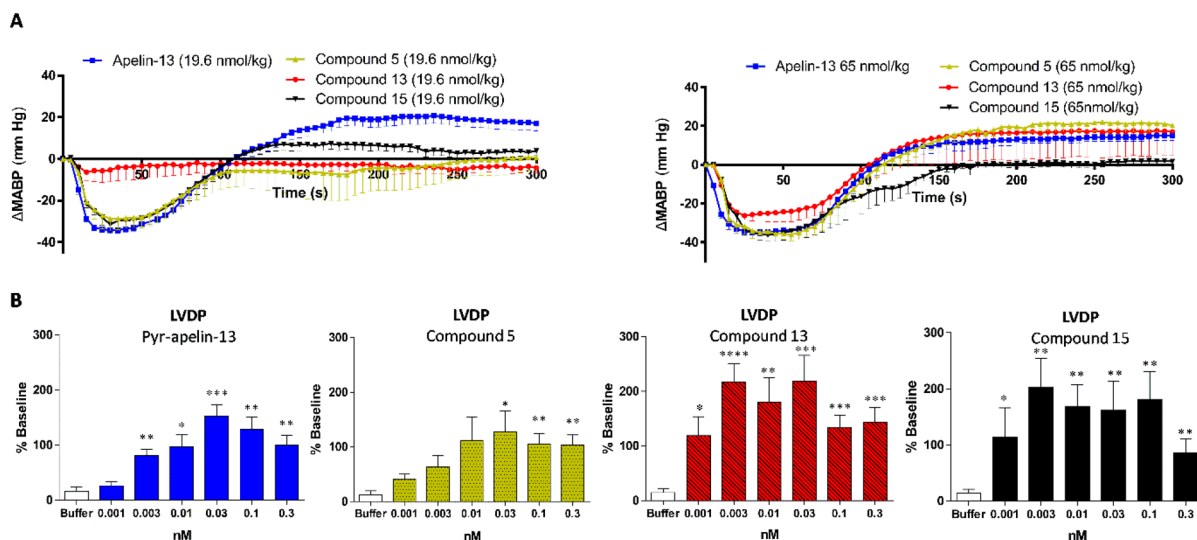 A
Apelin-13 (19.6 nmol/kg)
Compound 5 (19.6 nmol/kg)
Compound 13 (19.6 nmol/kg)
Compound 15 (19.6 nmol/kg)
ΔMABP (mm Hg)
40
20
0
-20
-40
50
100
150
200
250
300
Time (s)
Apelin-13 65 nmol/kg
Compound 5 (65 nmol/kg)
Compound 13 (65 nmol/kg)
Compound 15 (65nmol/kg)
ΔMABP (mm Hg)
40
20
0
-20
-40
50
100
150
200
250
300
Time (s)
B
LVDP
Pyr-apelin-13
% Baseline
300
200
100
0
** * *** ** **
Buffer 0.001 0.003 0.01 0.03 0.1 0.3
nM
LVDP
Compound 5
% Baseline
300
200
100
0
* ** **
Buffer 0.001 0.003 0.01 0.03 0.1 0.3
nM
LVDP
Compound 13
% Baseline
300
200
100
0
* **** ** *** *** ***
Buffer 0.001 0.003 0.01 0.03 0.1 0.3
nM
LVDP
Compound 15
% Baseline
300
200
100
0
* ** ** ** ** **
Buffer 0.001 0.003 0.01 0.03 0.1 0.3
nM